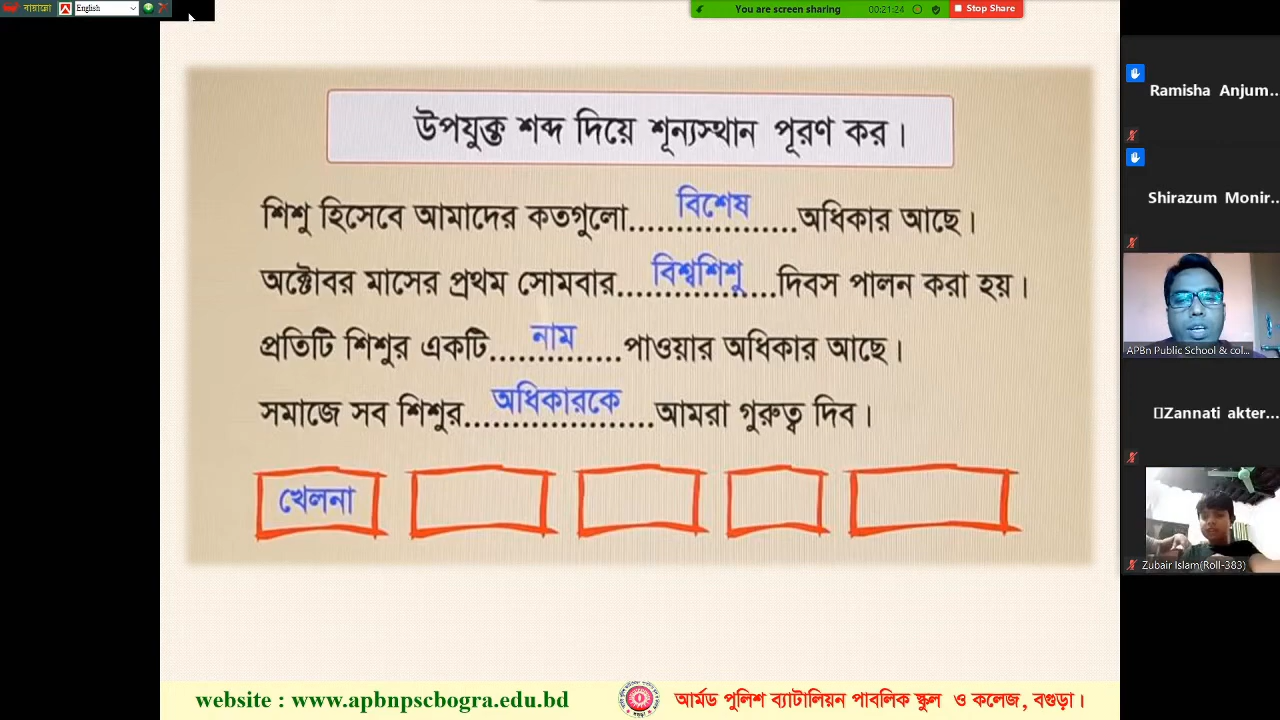 বায়ান্নো English
You are screen sharing 00:21:24 Stop Share
উপযুক্ত শব্দ দিয়ে শূন্যস্থান পূরণ কর।
শিশু হিসেবে আমাদের কতগুলো..................বিশেষ অধিকার আছে।
অক্টোবর মাসের প্রথম সোমবার.................বিশ্বশিশু দিবস পালন করা হয়।
প্রতিটি শিশুর একটি..............নাম পাওয়ার অধিকার আছে।
সমাজে সব শিশুর....................অধিকারকে আমরা গুরুত্ব দিব।
খেলনা
website : www.apbnpscbogra.edu.bd
আর্মড পুলিশ ব্যাটালিয়ন পাবলিক স্কুল ও কলেজ, বগুড়া।
Ramisha Anjum...
Shirazum Monir...
APBn Public School & col...
Zannati akter...
Zubair Islam(Roll-383)